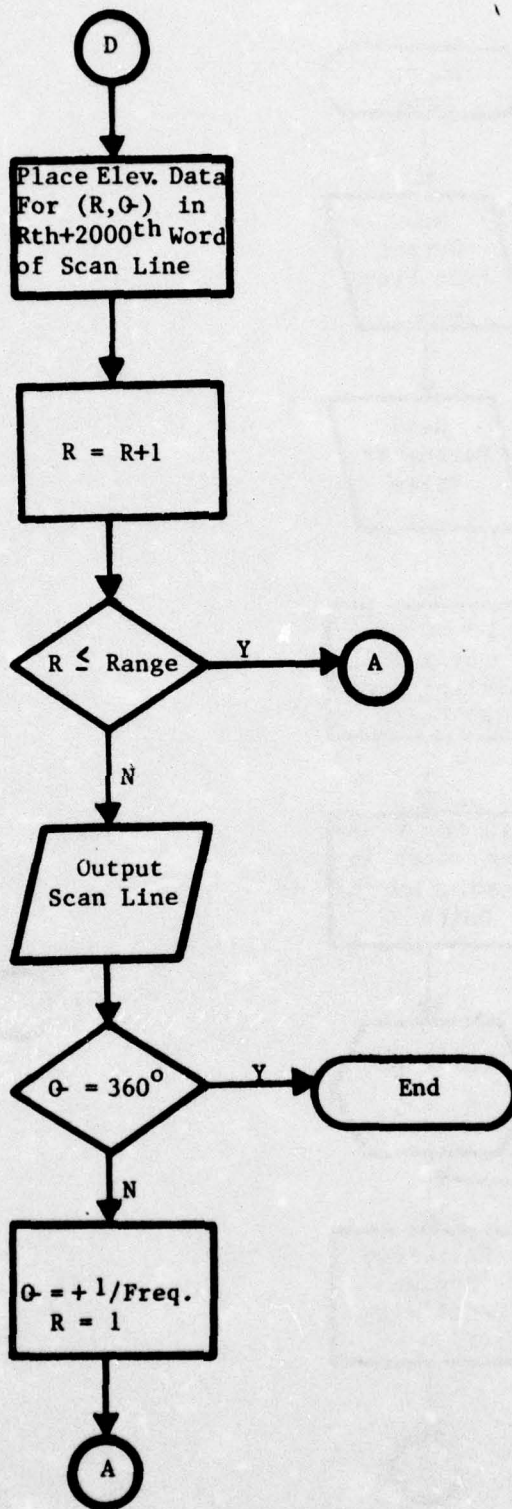 D
Place Elev. Data
For (R,Θ) in
Rth+2000th Word
of Scan Line
R = R+1
R ≤ Range
Y
A
N
Output
Scan Line
Θ = 360°
Y
End
N
Θ = + 1/Freq.
R = 1
A